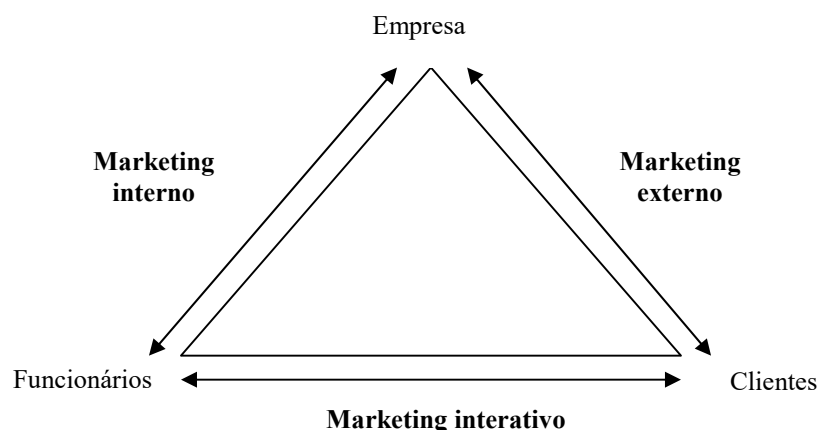 Empresa
Marketing
interno
Marketing
externo
Funcionários
Clientes
Marketing interativo